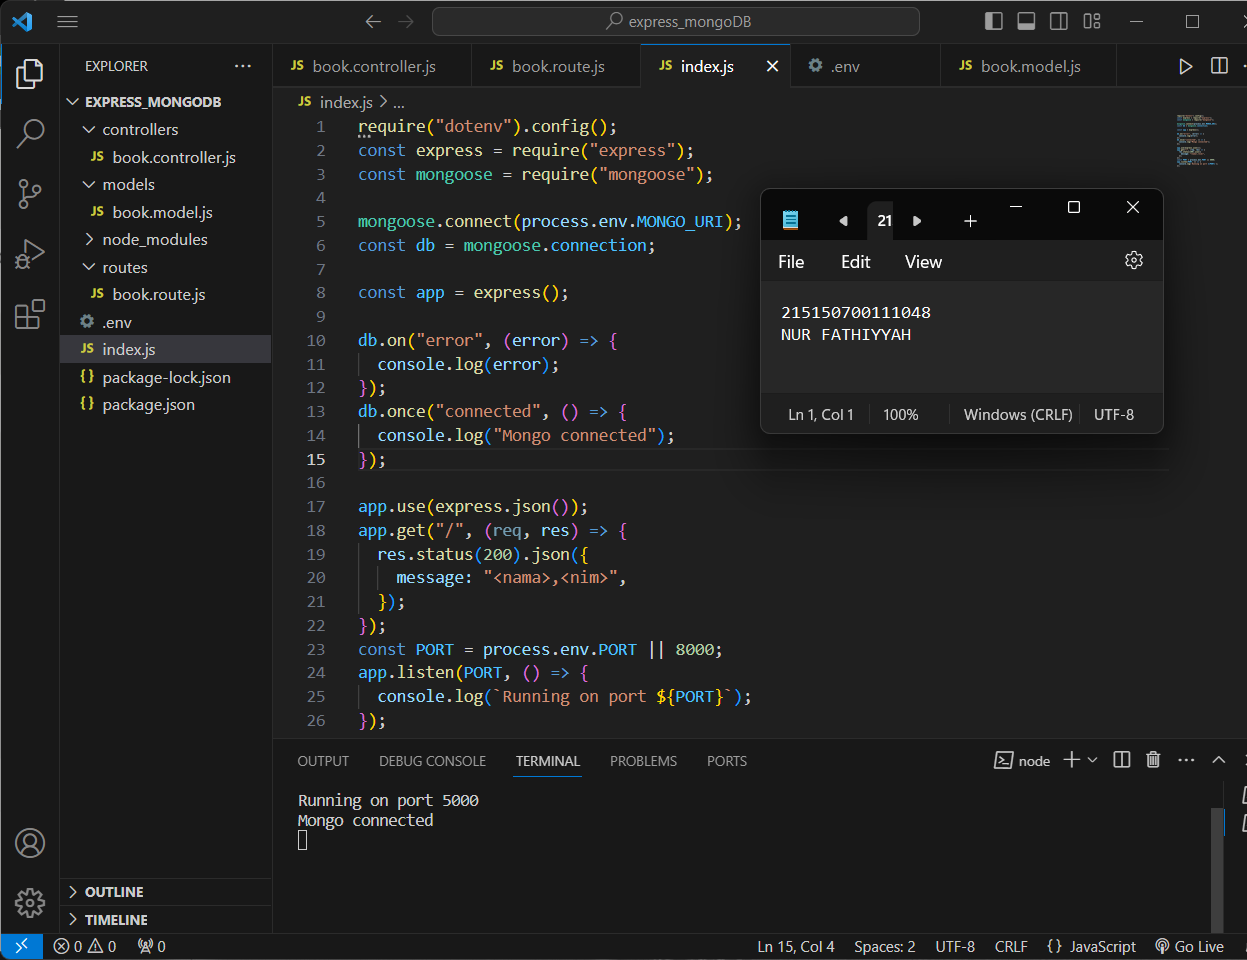 express_mongoDB
EXPLORER
EXPRESS_MONGODB
controllers
JS book.controller.js
models
JS book.model.js
node_modules
routes
JS book.route.js
.env
JS index.js
{} package-lock.json
{} package.json
OUTLINE
TIMELINE
JS book.controller.js
JS book.route.js
JS index.js
.env
JS book.model.js
JS index.js > ...
1 require("dotenv").config();
2 const express = require("express");
3 const mongoose = require("mongoose");
4
5 mongoose.connect(process.env.MONGO_URI);
6 const db = mongoose.connection;
7
8 const app = express();
9
10 db.on("error", (error) => {
11 console.log(error);
12 });
13 db.once("connected", () => {
14 console.log("Mongo connected");
15 });
16
17 app.use(express.json());
18 app.get("/", (req, res) => {
19 res.status(200).json({
20 message: "<nama>,<nim>",
21 });
22 });
23 const PORT = process.env.PORT || 8000;
24 app.listen(PORT, () => {
25 console.log(`Running on port ${PORT}`);
26 });
21
File Edit View
215150700111048
NUR FATHIYYAH
Ln 1, Col 1 100% Windows (CRLF) UTF-8
OUTPUT DEBUG CONSOLE TERMINAL PROBLEMS PORTS
node
Running on port 5000
Mongo connected
0 0 0
Ln 15, Col 4 Spaces: 2 UTF-8 CRLF {} JavaScript Go Live